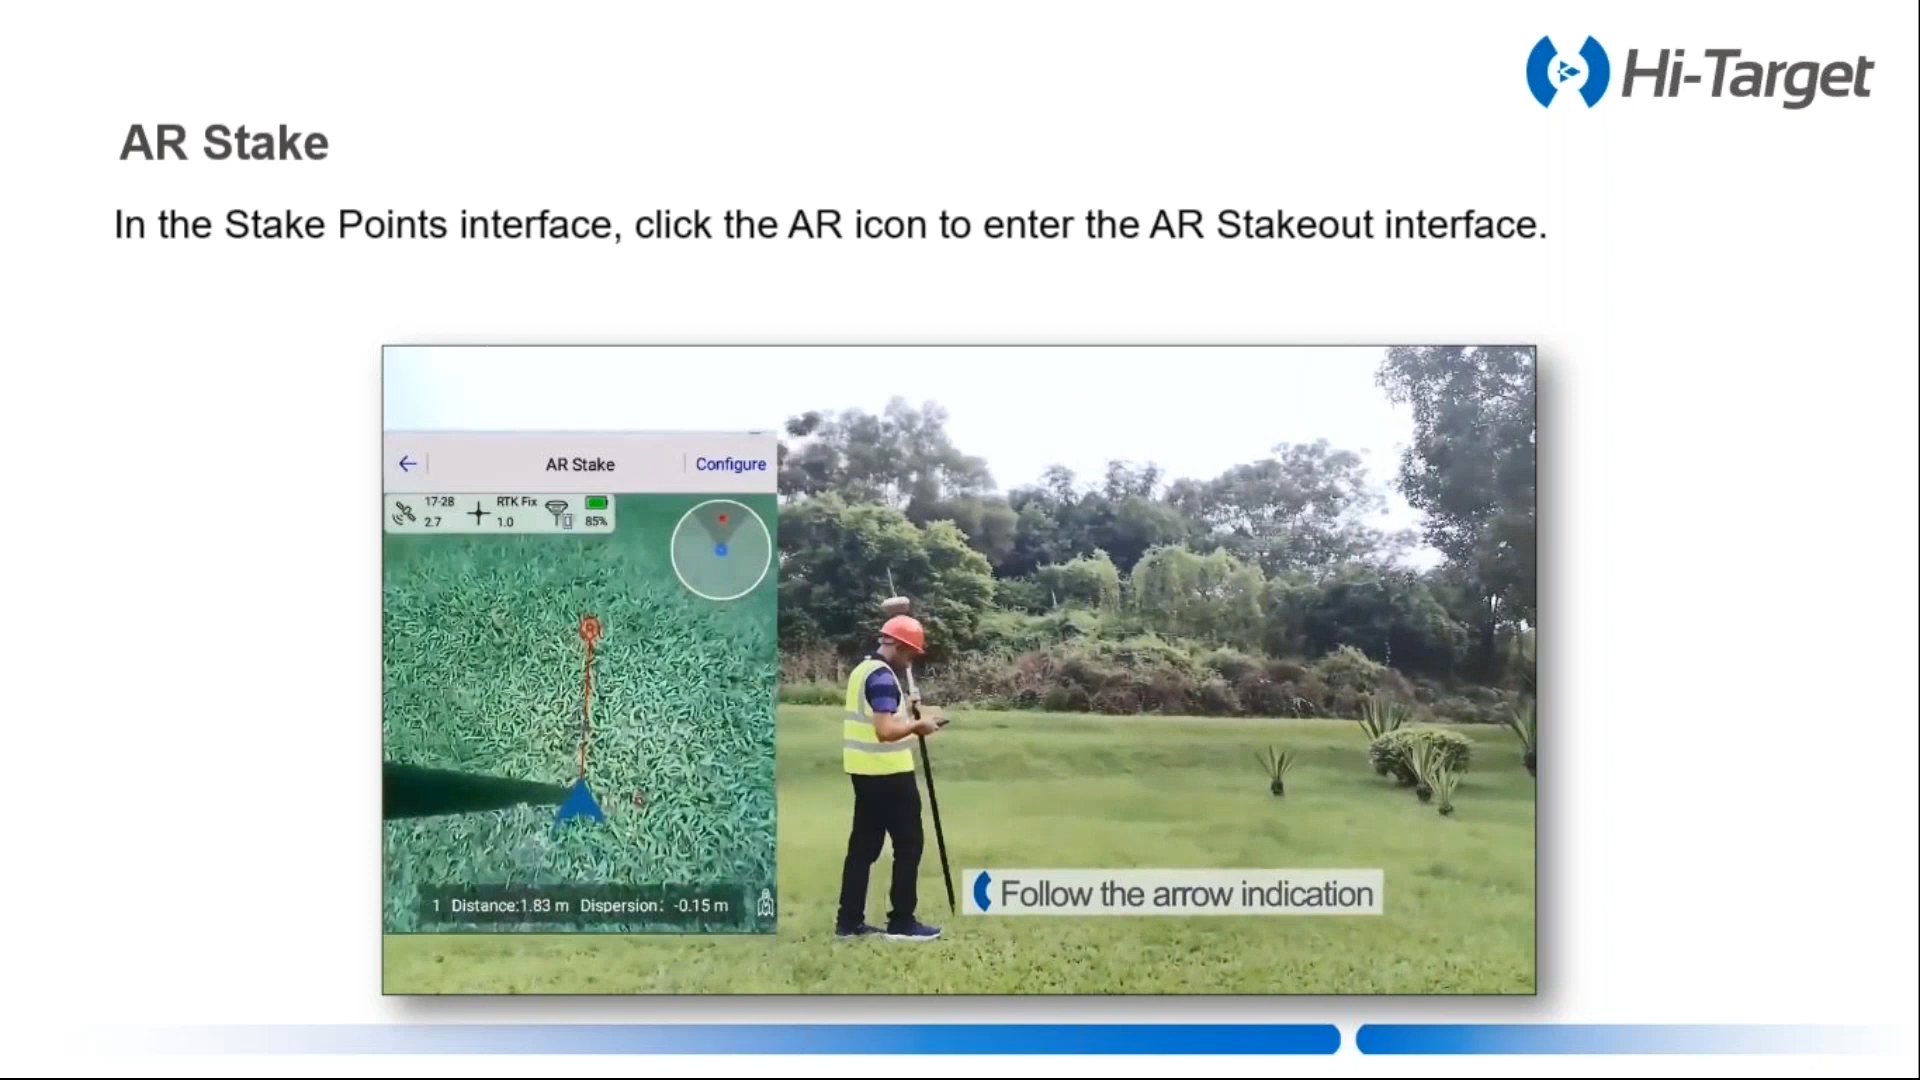 Hi-Target
AR Stake
In the Stake Points interface, click the AR icon to enter the AR Stakeout interface.
AR Stake
Configure
17-28
2.7
RTK Fix
1.0
85%
1 Distance:1.83 m Dispersion: -0.15 m
Follow the arrow indication